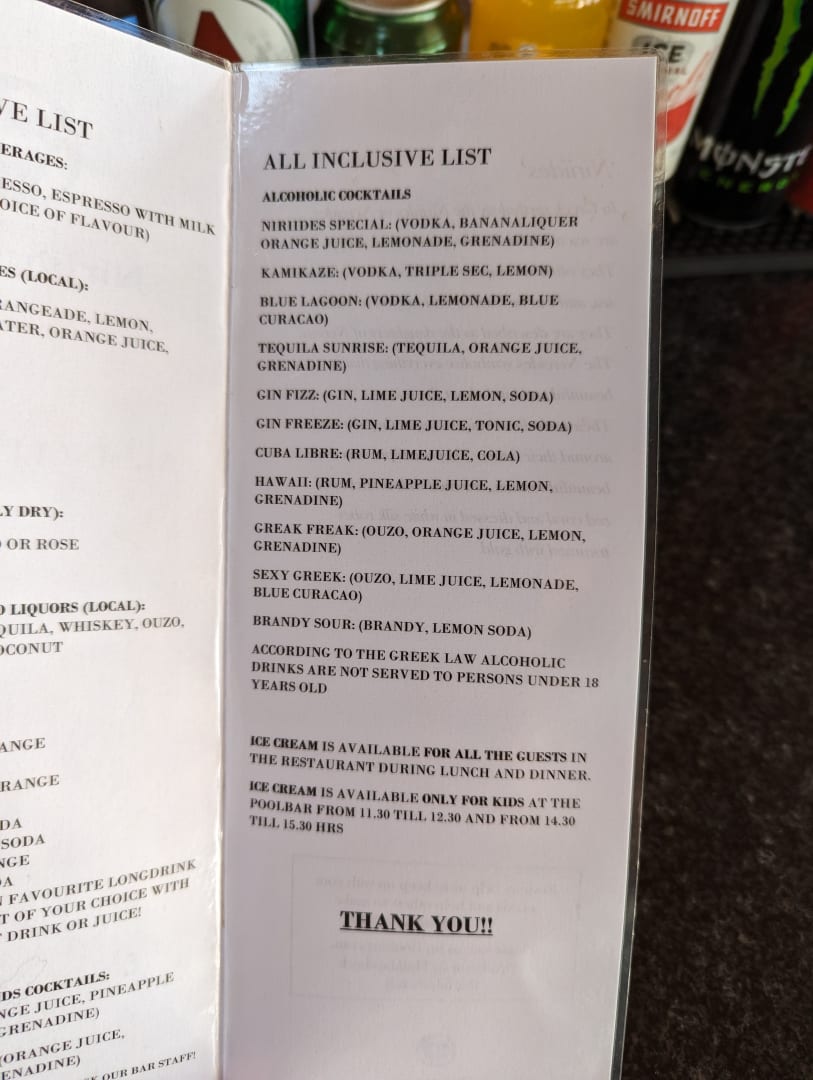 VE LIST
ERAGES:
ESSO, ESPRESSO WITH MILK
OICE OF FLAVOUR)
ES (LOCAL):
RANGEADE, LEMON,
ATER, ORANGE JUICE,
LY DRY):
OR ROSE
LIQUORS (LOCAL):
QUILA, WHISKEY, OUZO,
OCONUT
ANGE
RANGE
DA
SODA
NGE
DA
FAVOURITE LONGDRINK
T OF YOUR CHOICE WITH
DRINK OR JUICE!
DS COCKTAILS:
NGE JUICE, PINEAPPLE
GRENADINE)
(ORANGE JUICE,
ENADINE)
OUR BAR STAFF!
ALL INCLUSIVE LIST
ALCOHOLIC COCKTAILS
NIRIIDES SPECIAL: (VODKA, BANANALIQUER
ORANGE JUICE, LEMONADE, GRENADINE)
KAMIKAZE: (VODKA, TRIPLE SEC, LEMON)
BLUE LAGOON: (VODKA, LEMONADE, BLUE
CURACAO)
TEQUILA SUNRISE: (TEQUILA, ORANGE JUICE,
GRENADINE)
GIN FIZZ: (GIN, LIME JUICE, LEMON, SODA)
GIN FREEZE: (GIN, LIME JUICE, TONIC, SODA)
CUBA LIBRE: (RUM, LIMEJUICE, COLA)
HAWAII: (RUM, PINEAPPLE JUICE, LEMON,
GRENADINE)
GREAK FREAK: (OUZO, ORANGE JUICE, LEMON,
GRENADINE)
SEXY GREEK: (OUZO, LIME JUICE, LEMONADE,
BLUE CURACAO)
BRANDY SOUR: (BRANDY, LEMON SODA)
ACCORDING TO THE GREEK LAW ALCOHOLIC
DRINKS ARE NOT SERVED TO PERSONS UNDER 18
YEARS OLD
ICE CREAM IS AVAILABLE FOR ALL THE GUESTS IN
THE RESTAURANT DURING LUNCH AND DINNER.
ICE CREAM IS AVAILABLE ONLY FOR KIDS AT THE
POOLBAR FROM 11.30 TILL 12.30 AND FROM 14.30
TILL 15.30 HRS
THANK YOU!!
SMIRNOFF
ICE
MONSTE
ENERGY